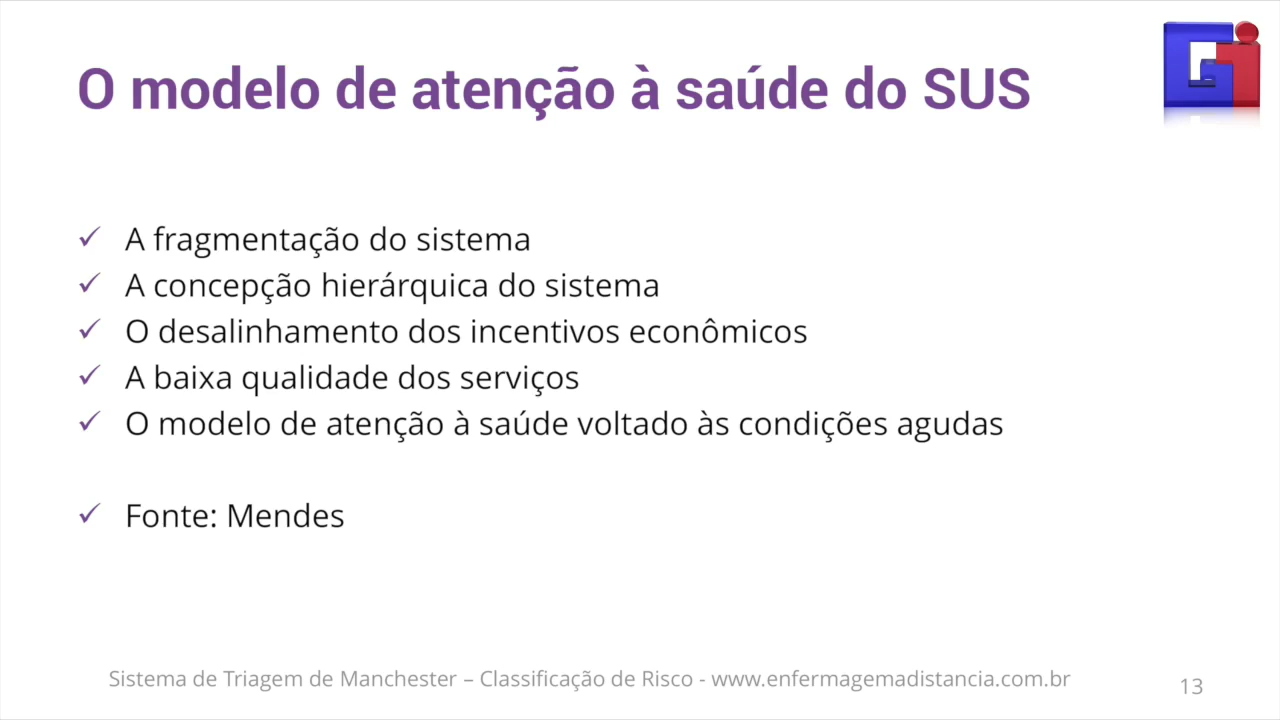 O modelo de atenção à saúde do SUS
✓ A fragmentação do sistema
✓ A concepção hierárquica do sistema
✓ O desalinhamento dos incentivos econômicos
✓ A baixa qualidade dos serviços
✓ O modelo de atenção à saúde voltado às condições agudas
✓ Fonte: Mendes
Sistema de Triagem de Manchester – Classificação de Risco - www.enfermagemadistancia.com.br
13